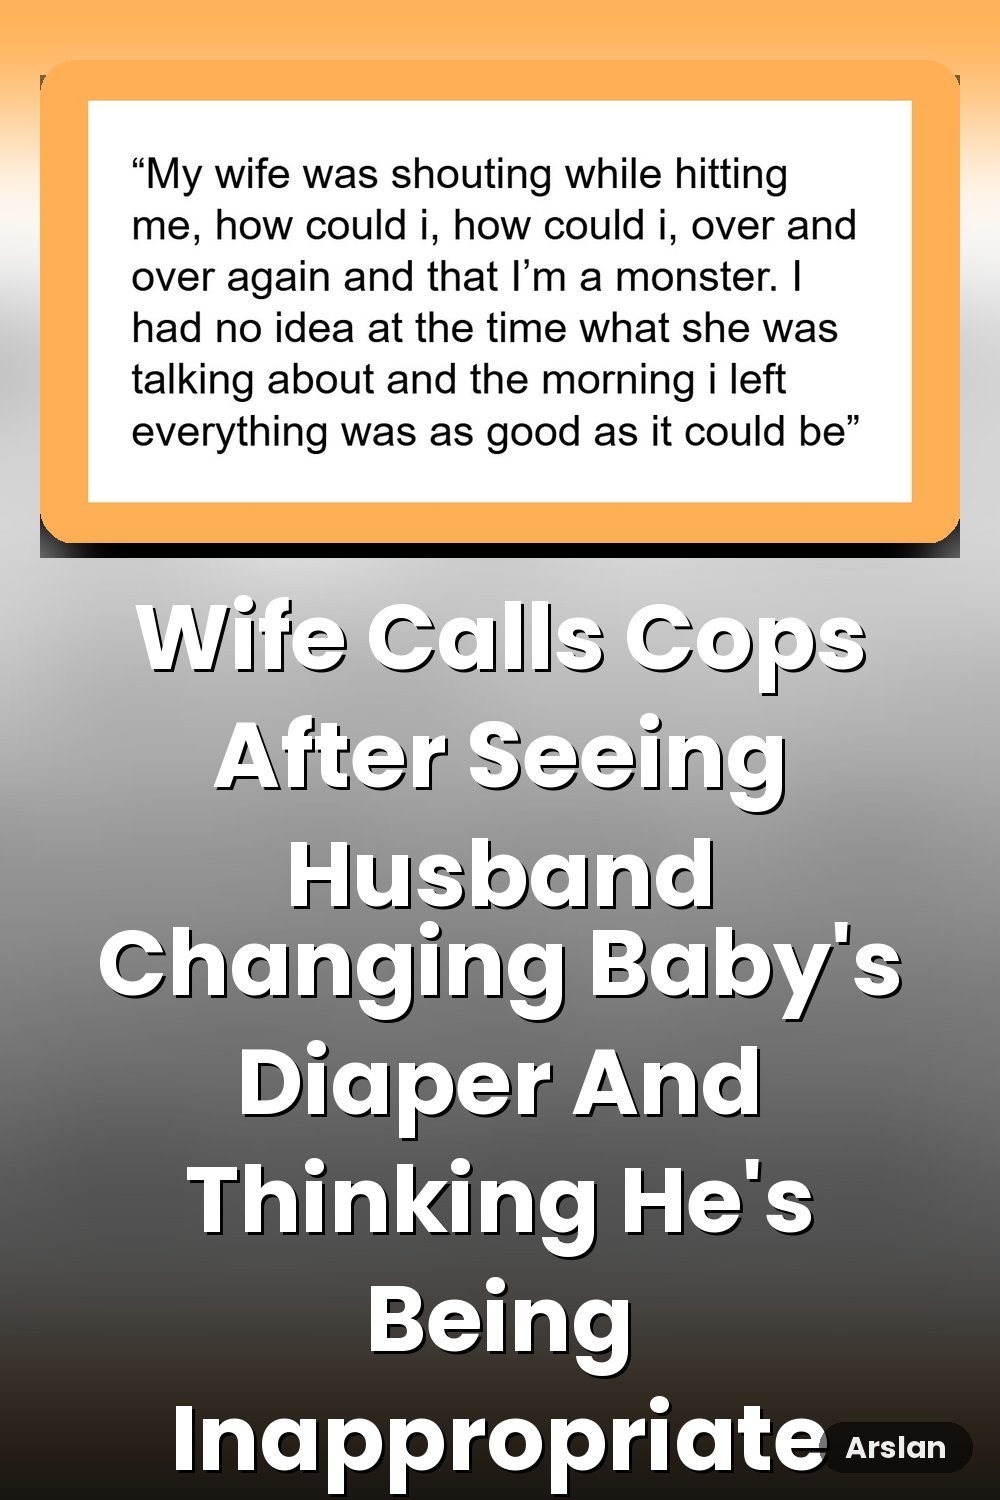 “My wife was shouting while hitting
me, how could i, how could i, over and
over again and that I’m a monster. I
had no idea at the time what she was
talking about and the morning i left
everything was as good as it could be”
Wife Calls Cops
After Seeing
Husband
Changing Baby's
Diaper And
Thinking He's
Being
Inappropriate
Arslan